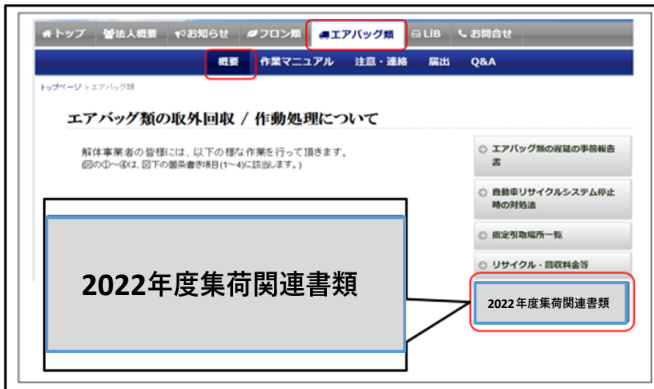 トップ 法人概要 お知らせ フロン類 エアバッグ類 LIB お問合せ
概要 作業マニュアル 注意・連絡 届出 Q&A
トップページ > エアバッグ類
エアバッグ類の取外回収 / 作動処理について
解体事業者の皆様には、以下の様な作業を行って頂きます。
(図の①～④は、図下の箇条書き項目(1～4)に該当します。)
エアバッグ類の遅延の事前報告
書
自動車リサイクルシステム停止
時の対処法
指定引取場所一覧
リサイクル・回収料金等
2022年度集荷関連書類
2022年度集荷関連書類